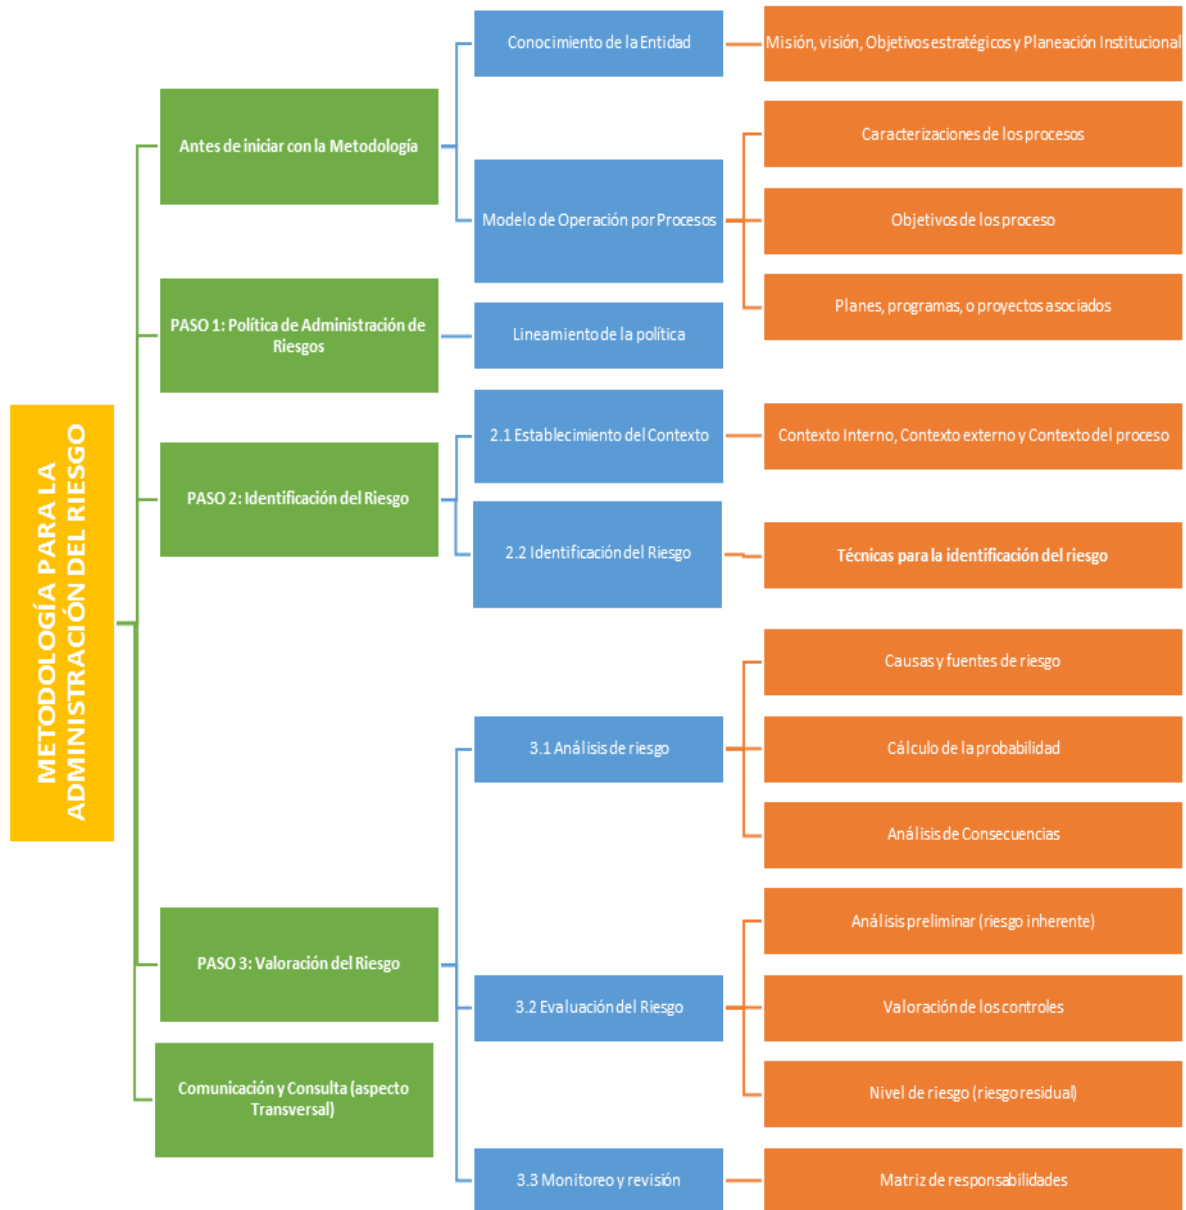 METODOLOGÍA PARA LA
ADMINISTRACIÓN DEL RIESGO
Antes de iniciar con la Metodología
Conocimiento de la Entidad
Misión, visión, Objetivos estratégicos y Planeación Institucional
Modelo de Operación por Procesos
Caracterizaciones de los procesos
Objetivos de los proceso
Planes, programas, o proyectos asociados
PASO 1: Política de Administración de
Riesgos
Lineamiento de la política
PASO 2: Identificación del Riesgo
2.1 Establecimiento del Contexto
Contexto Interno, Contexto externo y Contexto del proceso
2.2 Identificación del Riesgo
Técnicas para la identificación del riesgo
PASO 3: Valoración del Riesgo
3.1 Análisis de riesgo
Causas y fuentes de riesgo
Cálculo de la probabilidad
Análisis de Consecuencias
3.2 Evaluación del Riesgo
Análisis preliminar (riesgo inherente)
Valoración de los controles
Nivel de riesgo (riesgo residual)
3.3 Monitoreo y revisión
Matriz de responsabilidades
Comunicación y Consulta (aspecto
Transversal)